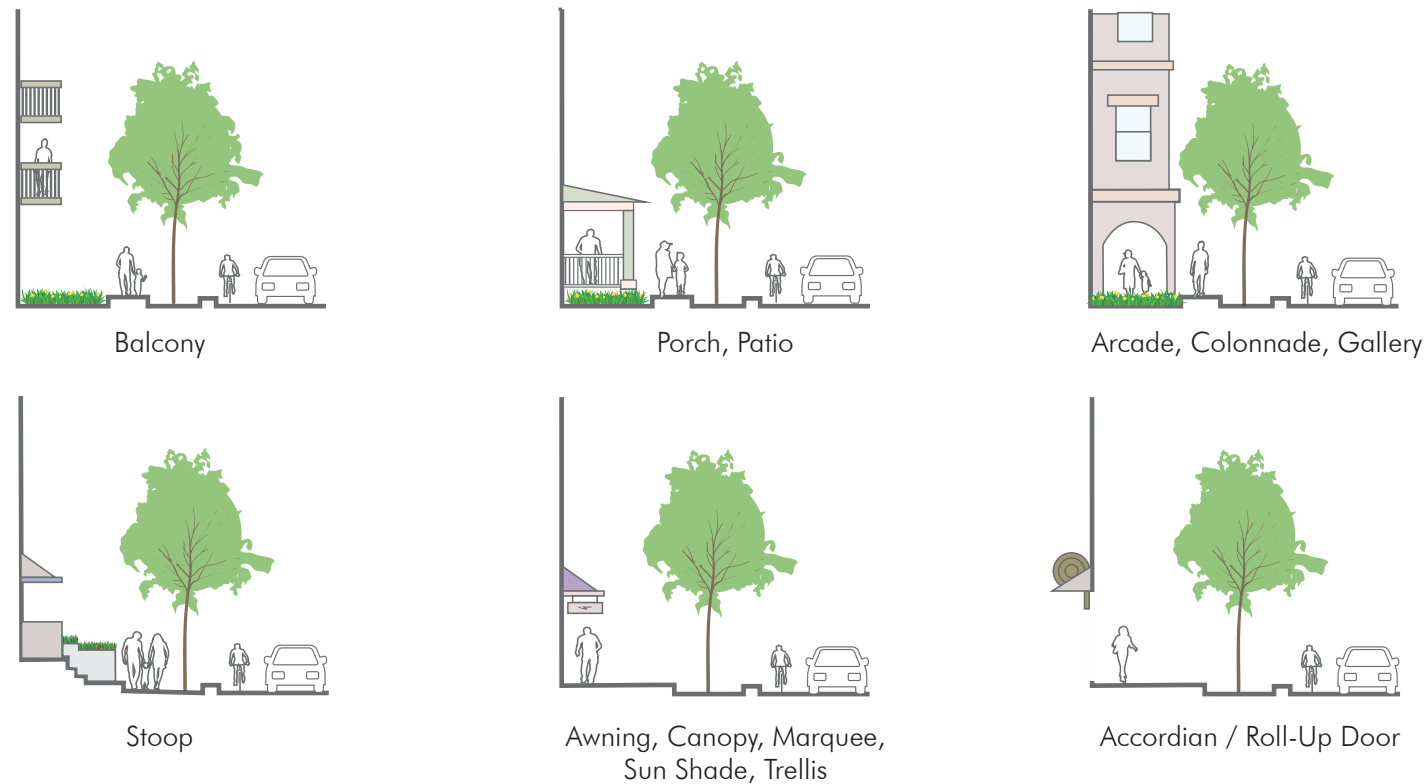 Balcony
Porch, Patio
Arcade, Colonnade, Gallery
Stoop
Awning, Canopy, Marquee,
Sun Shade, Trellis
Accordian / Roll-Up Door